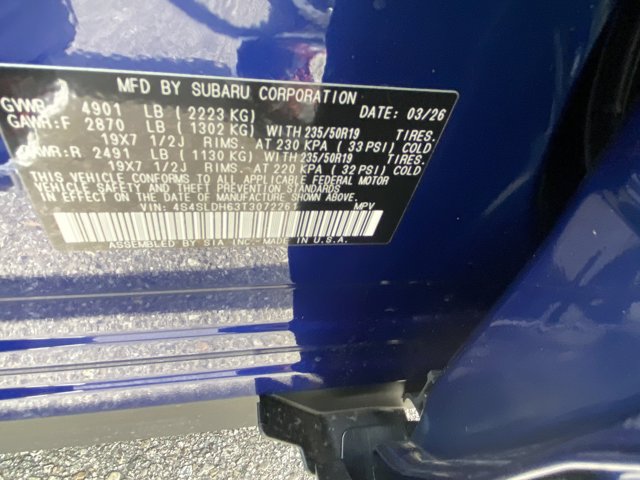 MFD BY SUBARU CORPORATION
GVWR 4901 LB ( 2223 KG) DATE: 03/26
GAWR:F 2870 LB ( 1302 KG) WITH 235/50R19 TIRES.
19X7 1/2J RIMS. AT 230 KPA ( 33 PSI) COLD
GAWR:R 2491 LB ( 1130 KG) WITH 235/50R19 TIRES.
19X7 1/2J RIMS. AT 220 KPA ( 32 PSI) COLD
THIS VEHICLE CONFORMS TO ALL APPLICABLE FEDERAL MOTOR
VEHICLE SAFETY AND THEFT PREVENTION STANDARDS
IN EFFECT ON THE DATE OF MANUFACTURE SHOWN ABOVE.
VIN: 4S4SLDH63T3072261 MPV
ASSEMBLED BY SIA INC- MADE IN U.S.A.